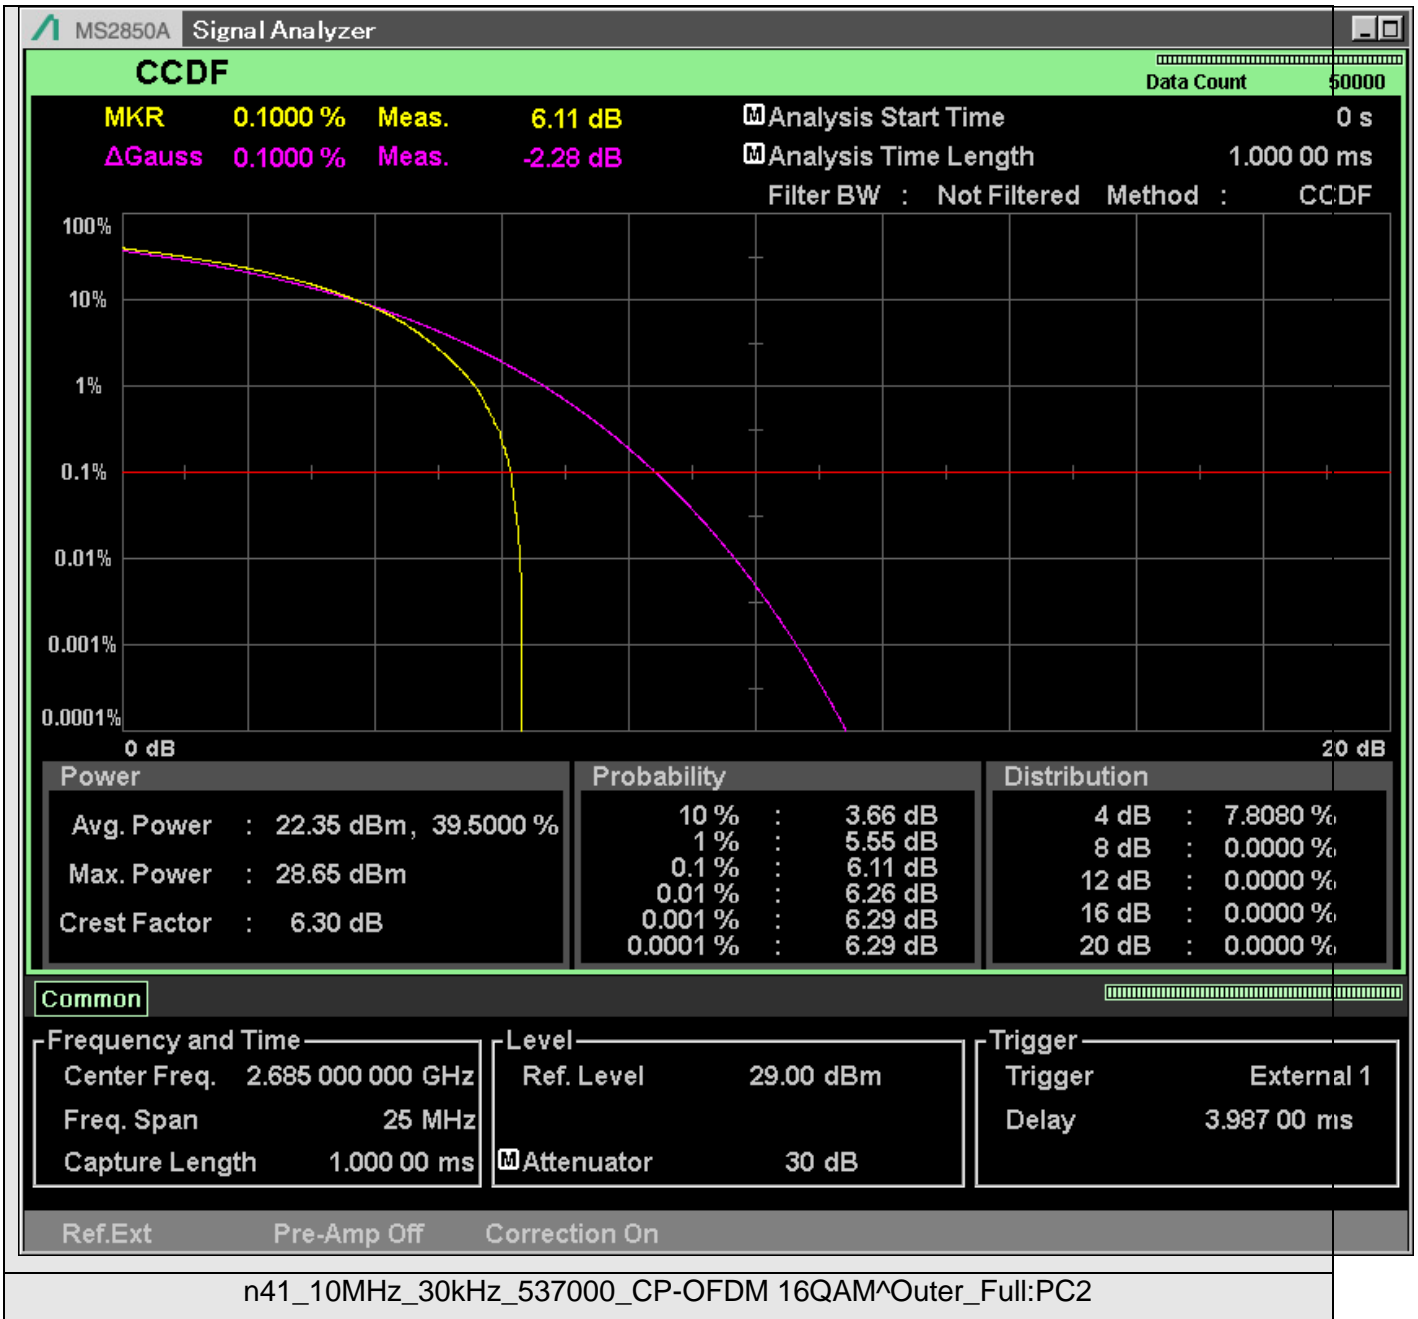 MS2850A Signal Analyzer
CCDF
Data Count 50000
MKR 0.1000 % Meas. 6.11 dB
M Analysis Start Time 0 s
ΔGauss 0.1000 % Meas. -2.28 dB
M Analysis Time Length 1.000 00 ms
Filter BW : Not Filtered Method : CCDF
100%
10%
1%
0.1%
0.01%
0.001%
0.0001%
0 dB 20 dB
Power
Avg. Power : 22.35 dBm, 39.5000 %
Max. Power : 28.65 dBm
Crest Factor : 6.30 dB
Probability
10 % : 3.66 dB
1 % : 5.55 dB
0.1 % : 6.11 dB
0.01 % : 6.26 dB
0.001 % : 6.29 dB
0.0001 % : 6.29 dB
Distribution
4 dB : 7.8080 %
8 dB : 0.0000 %
12 dB : 0.0000 %
16 dB : 0.0000 %
20 dB : 0.0000 %
Common
Frequency and Time
Center Freq. 2.685 000 000 GHz
Freq. Span 25 MHz
Capture Length 1.000 00 ms
Level
Ref. Level 29.00 dBm
M Attenuator 30 dB
Trigger
Trigger External 1
Delay 3.987 00 ms
Ref.Ext Pre-Amp Off Correction On
n41_10MHz_30kHz_537000_CP-OFDM 16QAM^Outer_Full:PC2